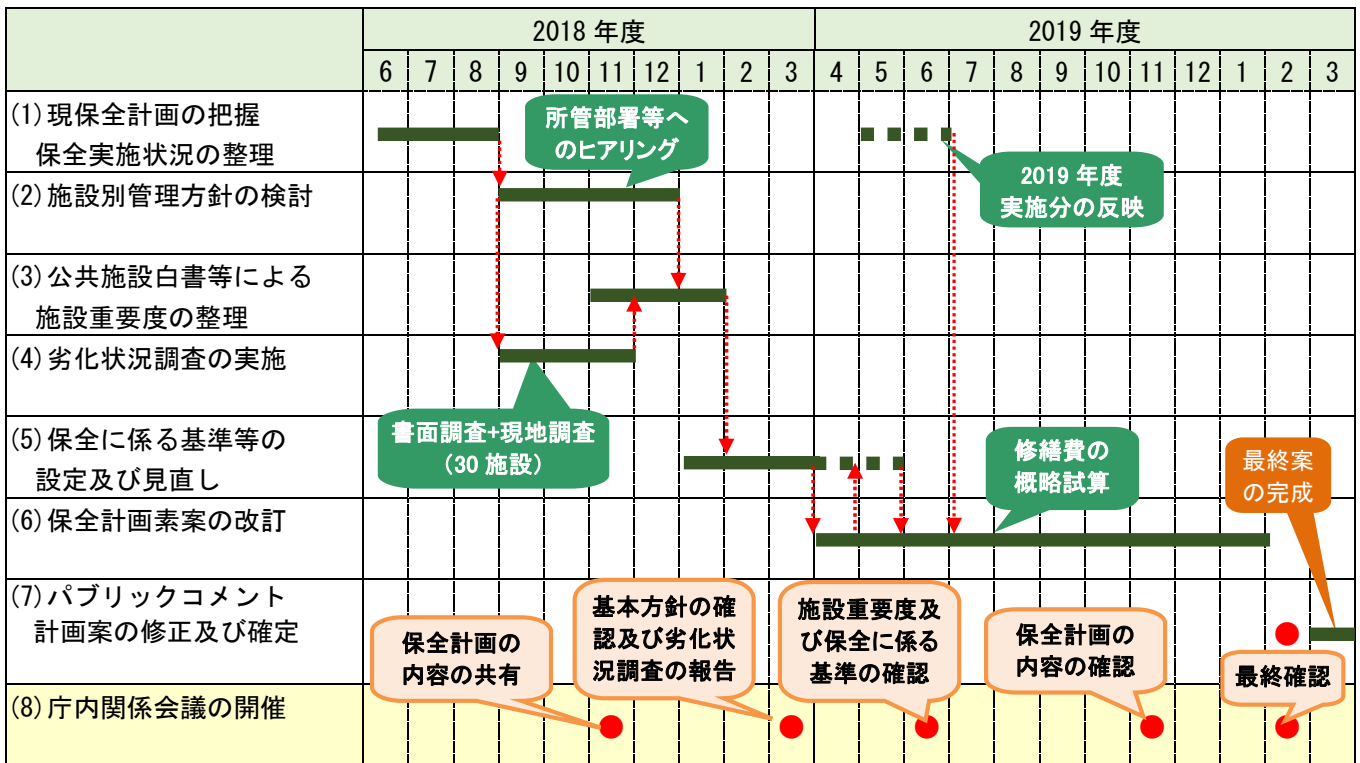 2018 年度
2019 年度
6 7 8 9 10 11 12 1 2 3 4 5 6 7 8 9 10 11 12 1 2 3
(1)現保全計画の把握
保全実施状況の整理
所管部署等へ
のヒアリング
2019 年度
実施分の反映
(2)施設別管理方針の検討
(3)公共施設白書等による
施設重要度の整理
(4)劣化状況調査の実施
書面調査+現地調査
(30 施設)
(5)保全に係る基準等の
設定及び見直し
修繕費の
概略試算
最終案
の完成
(6)保全計画素案の改訂
(7)パブリックコメント
計画案の修正及び確定
保全計画の
内容の共有
基本方針の確
認及び劣化状
況調査の報告
施設重要度及
び保全に係る
基準の確認
保全計画の
内容の確認
最終確認
(8)庁内関係会議の開催